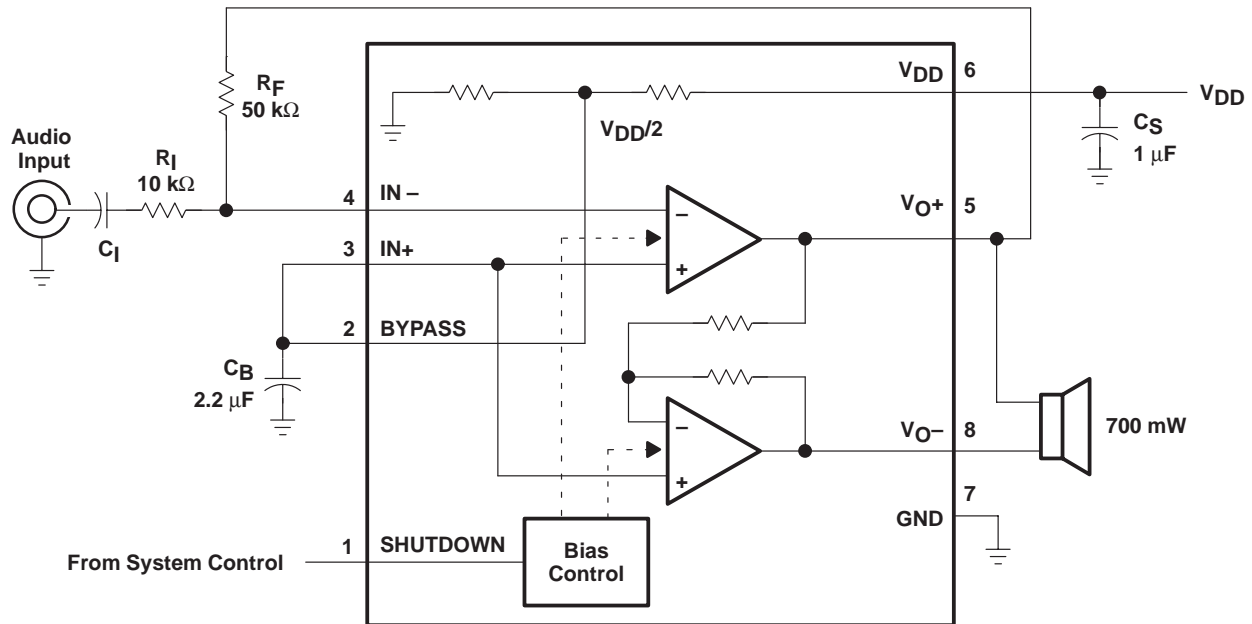 VDD
6
RF
50 kΩ
VDD/2
VDD
CS
1 μF
Audio
Input
RI
10 kΩ
CI
4
IN –
VO+
5
3
IN+
2
BYPASS
CB
2.2 μF
–
+
–
+
VO–
8
700 mW
7
GND
From System Control
1
SHUTDOWN
Bias
Control